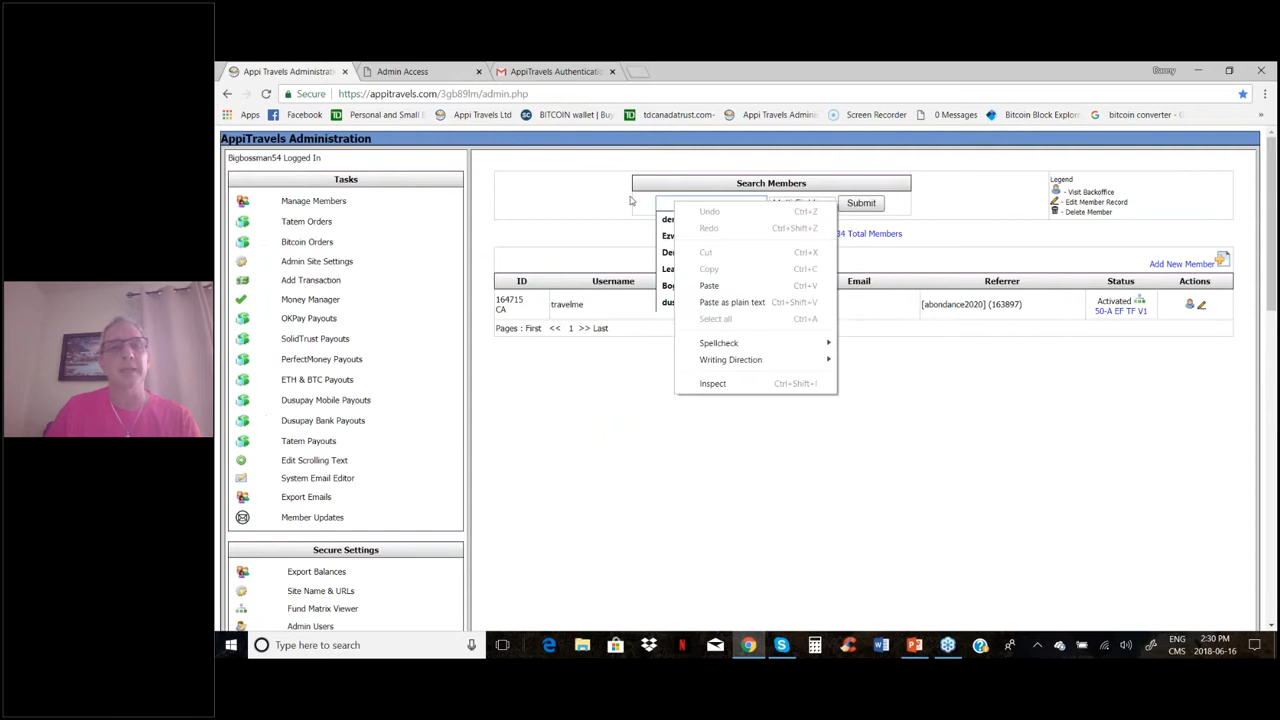 Appi Travels Administrati
Admin Access
AppiTravels Authentication
Danny
Secure
https://appitravels.com/3gb89lm/admin.php
Apps
Facebook
Personal and Small
Appi Travels Ltd
BITCOIN wallet | Bu
tdcanadatrust.com-
Appi Travels Admini
Screen Recorder
0 Messages
Bitcoin Block Explor
bitcoin converter - G
»
AppiTravels Administration
Bigbossman54 Logged In
Tasks
Manage Members
Tatem Orders
Bitcoin Orders
Admin Site Settings
Add Transaction
Money Manager
OKPay Payouts
SolidTrust Payouts
PerfectMoney Payouts
ETH & BTC Payouts
Dusupay Mobile Payouts
Dusupay Bank Payouts
Tatem Payouts
Edit Scrolling Text
System Email Editor
Export Emails
Member Updates
Secure Settings
Export Balances
Site Name & URLs
Fund Matrix Viewer
Admin Users
Search Members
Submit
34 Total Members
Legend
- Visit Backoffice
- Edit Member Record
- Delete Member
Add New Member
ID
Username
Email
Referrer
Status
Actions
164715
CA
travelme
[abondance2020] (163897)
Activated
50-A EF TF V1
Pages : First << 1 >> Last
Undo Ctrl+Z
Redo Ctrl+Shift+Z
Cut Ctrl+X
Copy Ctrl+C
Paste Ctrl+V
Paste as plain text Ctrl+Shift+V
Select all Ctrl+A
Spellcheck
Writing Direction
Inspect Ctrl+Shift+I
Type here to search
ENG
CMS
2:30 PM
2018-06-16